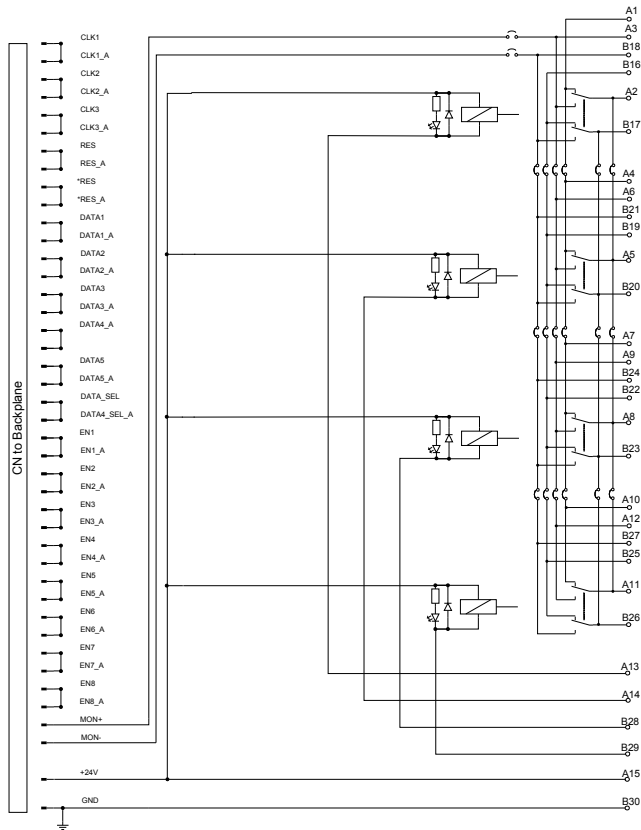 CN to Backplane
CLK1
CLK1_A
CLK2
CLK2_A
CLK3
CLK3_A
RES
RES_A
*RES
*RES_A
DATA1
DATA1_A
DATA2
DATA2_A
DATA3
DATA3_A
DATA4_A
DATA5
DATA5_A
DATA_SEL
DATA4_SEL_A
EN1
EN1_A
EN2
EN2_A
EN3
EN3_A
EN4
EN4_A
EN5
EN5_A
EN6
EN6_A
EN7
EN7_A
EN8
EN8_A
MON+
MON-
+24V
GND
A1
A3
B18
B16
A2
B17
A4
A6
B21
B19
A5
B20
A7
A9
B24
B22
A8
B23
A10
A12
B27
B25
A11
B26
A13
A14
B28
B29
A15
B30